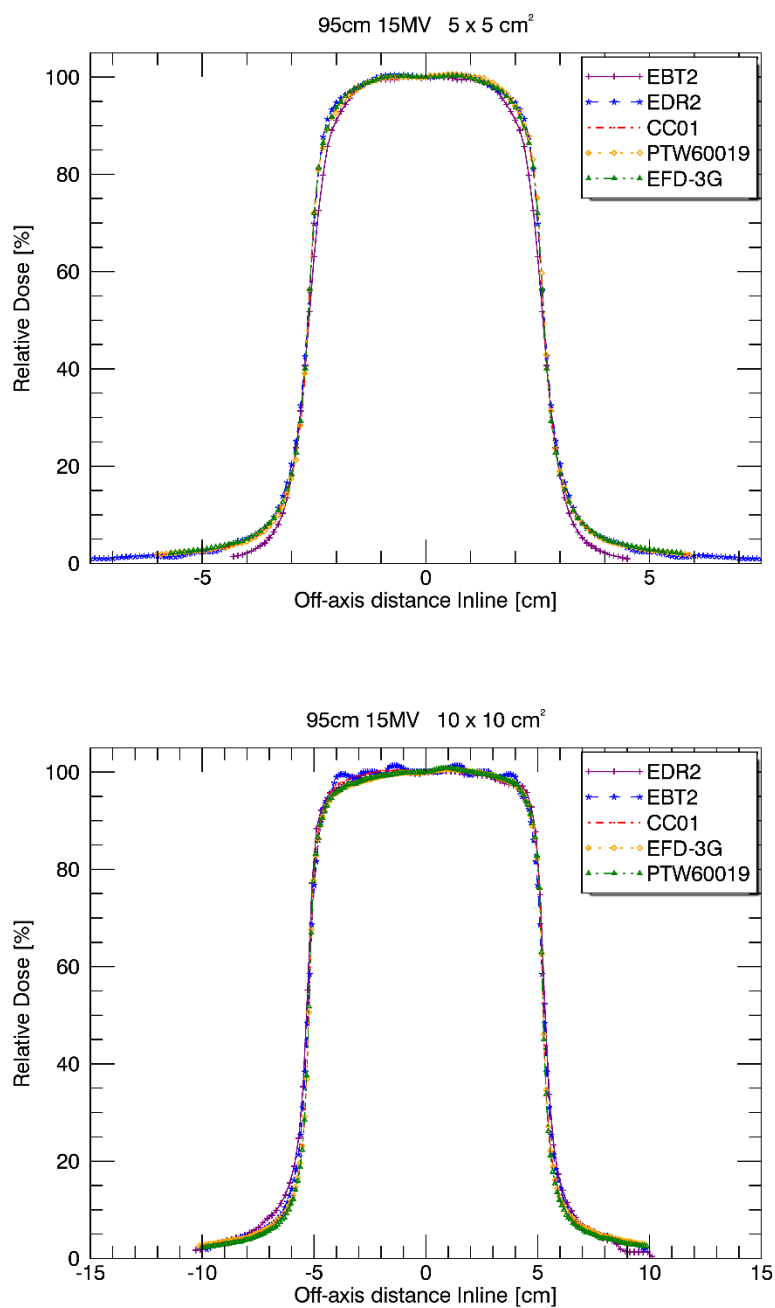 95cm 15MV 5 x 5 cm²
EBT2
EDR2
CC01
PTW60019
EFD-3G
100
80
60
40
20
0
Relative Dose [%]
-5 0 5
Off-axis distance Inline [cm]
95cm 15MV 10 x 10 cm²
EDR2
EBT2
CC01
EFD-3G
PTW60019
100
80
60
40
20
0
Relative Dose [%]
-15 -10 -5 0 5 10 15
Off-axis distance Inline [cm]